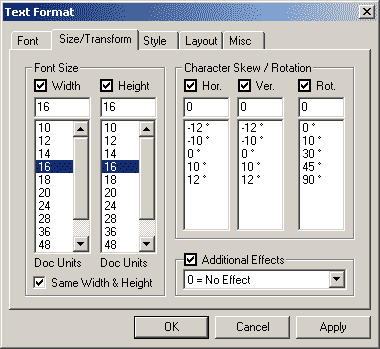 Text Format
Font Size/Transform Style Layout Misc
Font Size
Width Height
16 16
10 10
12 12
14 14
16 16
18 18
20 20
24 24
28 28
36 36
48 48
Doc Units Doc Units
Same Width & Height
Character Skew / Rotation
Hor. Ver. Rot.
0 0 0
-12 ° -12 ° 0 °
-10 ° -10 ° 10 °
0 ° 0 ° 30 °
10 ° 10 ° 45 °
12 ° 12 ° 90 °
Additional Effects
0 = No Effect
OK Cancel Apply